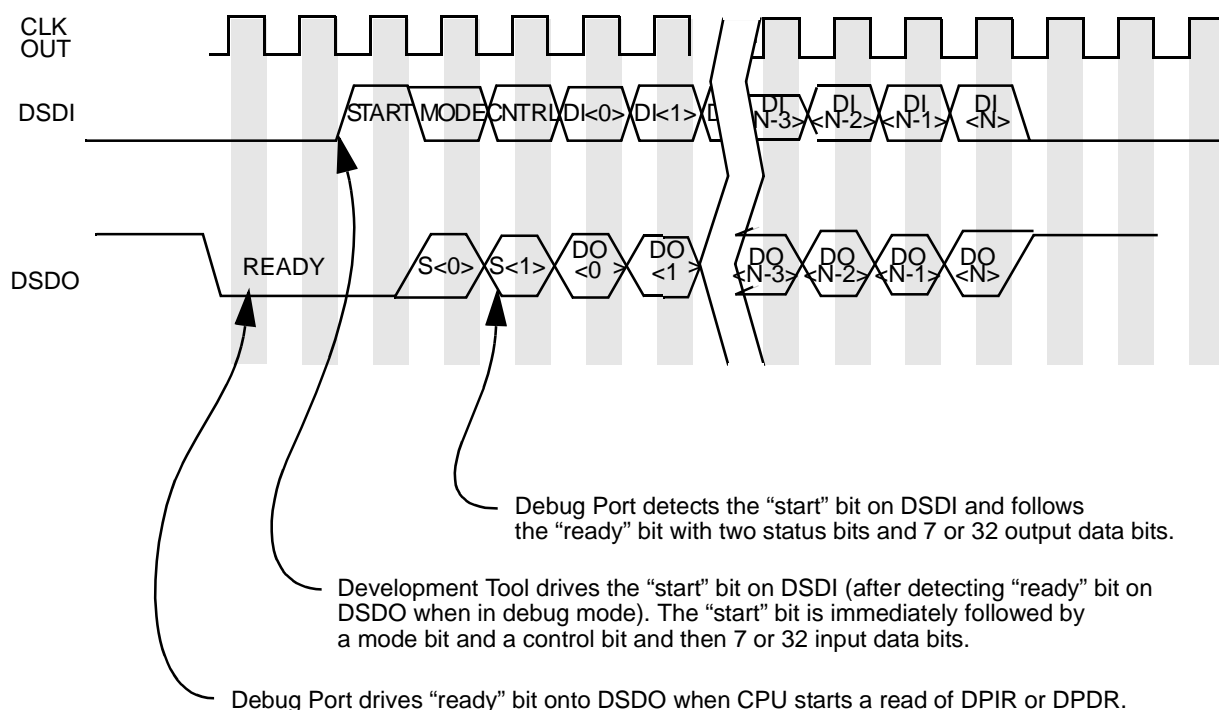 CLK
OUT
DSDI
START MODE CNTRL DI<0> DI<1> DI N-3> DI <N-2> DI <N-1> DI <N>
DSDO
READY S<0> S<1> DO <0 > DO <1 > DO <N-3> DO <N-2> DO <N-1> DO <N>
Debug Port detects the “start” bit on DSDI and follows
the “ready” bit with two status bits and 7 or 32 output data bits.
Development Tool drives the “start” bit on DSDI (after detecting “ready” bit on
DSDO when in debug mode). The “start” bit is immediately followed by
a mode bit and a control bit and then 7 or 32 input data bits.
Debug Port drives “ready” bit onto DSDO when CPU starts a read of DPIR or DPDR.